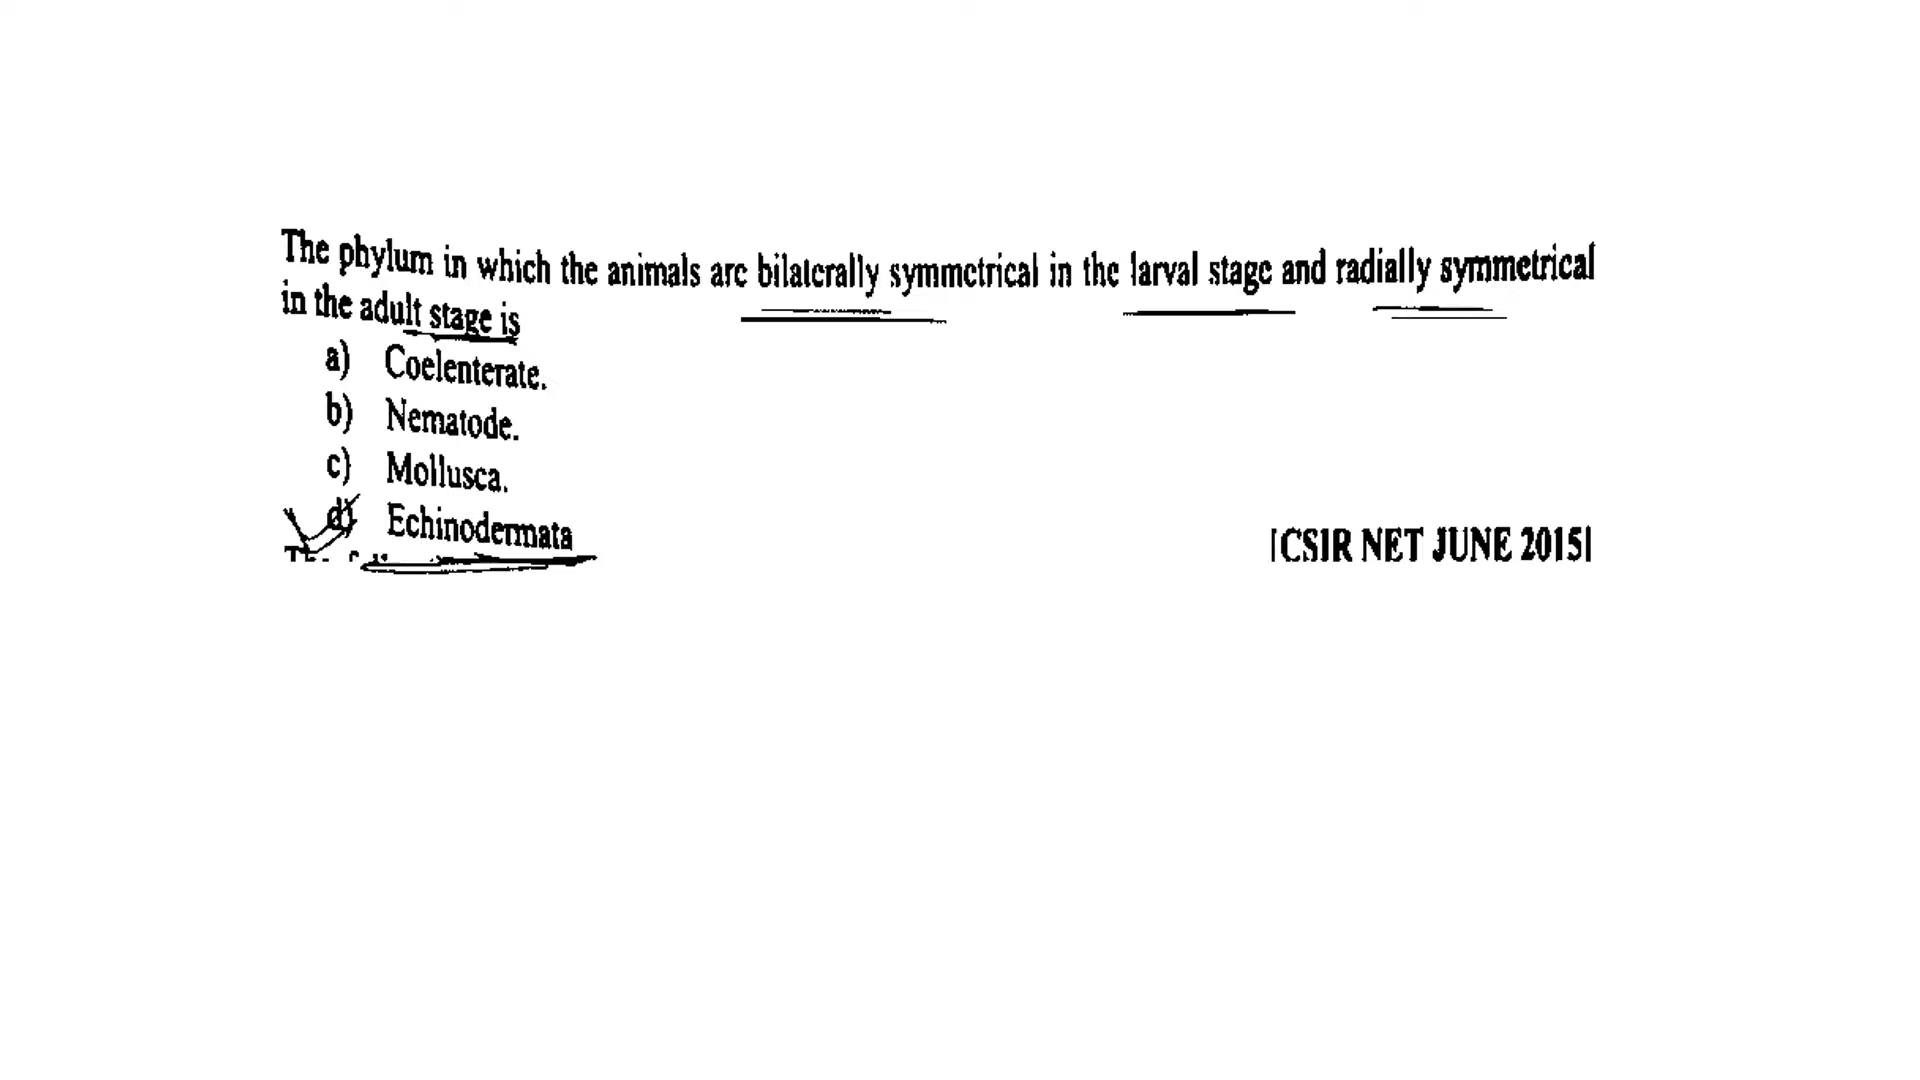 The phylum in which the animals are bilaterally symmetrical in the larval stage and radially symmetrical
in the adult stage is
a) Coelenterate.
b) Nematode.
c) Mollusca.
d) Echinodermata
[CSIR NET JUNE 2015]